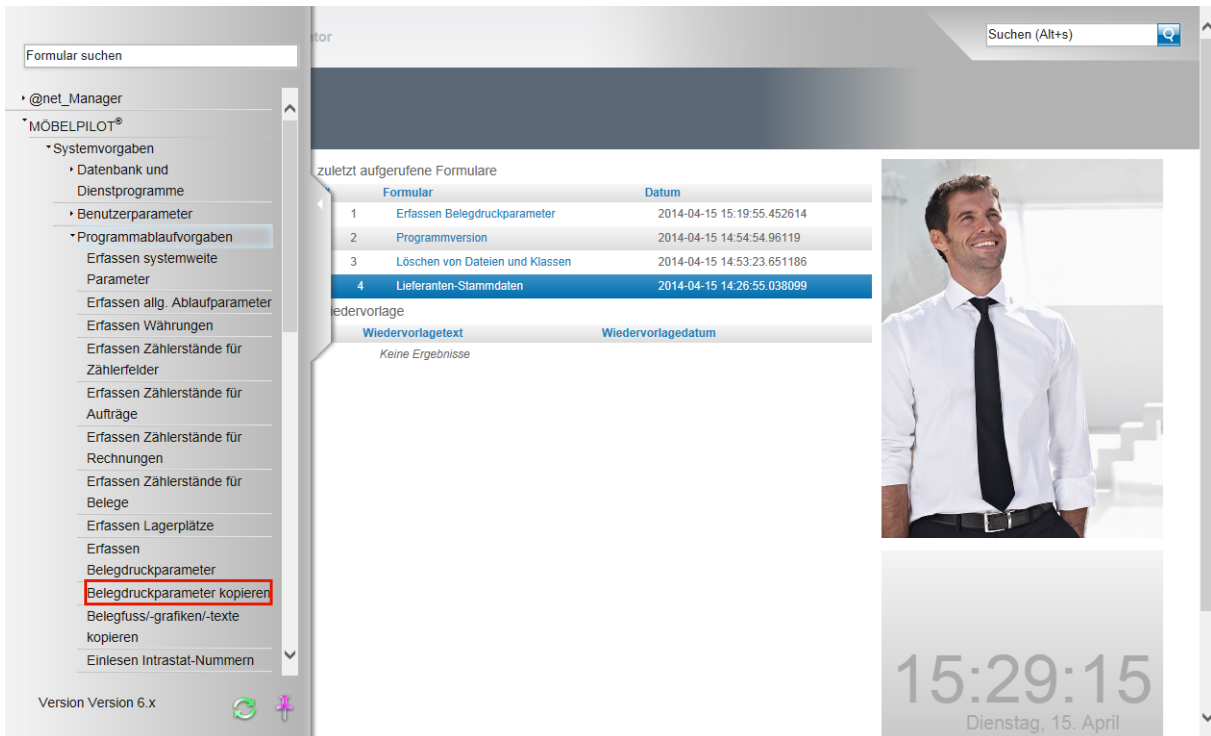 Formular suchen
@net_Manager
MÖBELPILOT®
Systemvorgaben
Datenbank und
Dienstprogramme
Benutzerparameter
Programmablaufvorgaben
Erfassen systemweite
Parameter
Erfassen allg. Ablaufparameter
Erfassen Währungen
Erfassen Zählerstände für
Zählerfelder
Erfassen Zählerstände für
Aufträge
Erfassen Zählerstände für
Rechnungen
Erfassen Zählerstände für
Belege
Erfassen Lagerplätze
Erfassen
Belegdruckparameter
Belegdruckparameter kopieren
Belegfuss/-grafiken/-texte
kopieren
Einlesen Intrastat-Nummern
Version Version 6.x
Suchen (Alt+s)
zuletzt aufgerufene Formulare
Formular Datum
1 Erfassen Belegdruckparameter 2014-04-15 15:19:55.452614
2 Programmversion 2014-04-15 14:54:54.96119
3 Löschen von Dateien und Klassen 2014-04-15 14:53:23.651186
4 Lieferanten-Stammdaten 2014-04-15 14:26:55.038099
iedervorlage
Wiedervorlagetext Wiedervorlagedatum
Keine Ergebnisse
15:29:15
Dienstag, 15. April